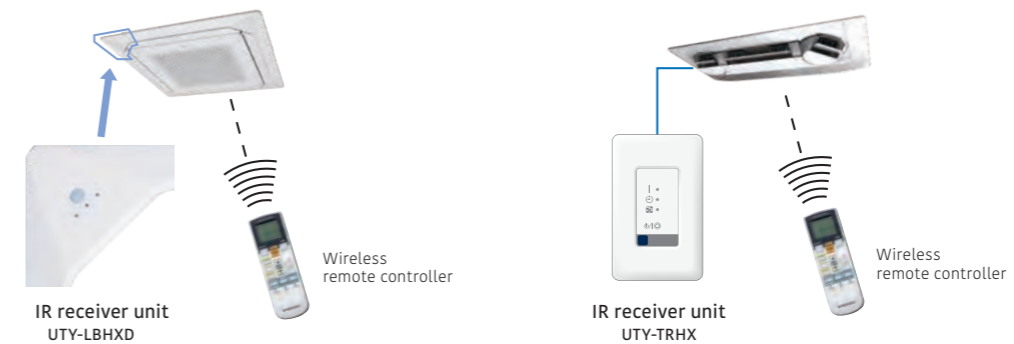 Wireless
remote controller
IR receiver unit
UTY-LBHXD
Wireless
remote controller
IR receiver unit
UTY-TRHX